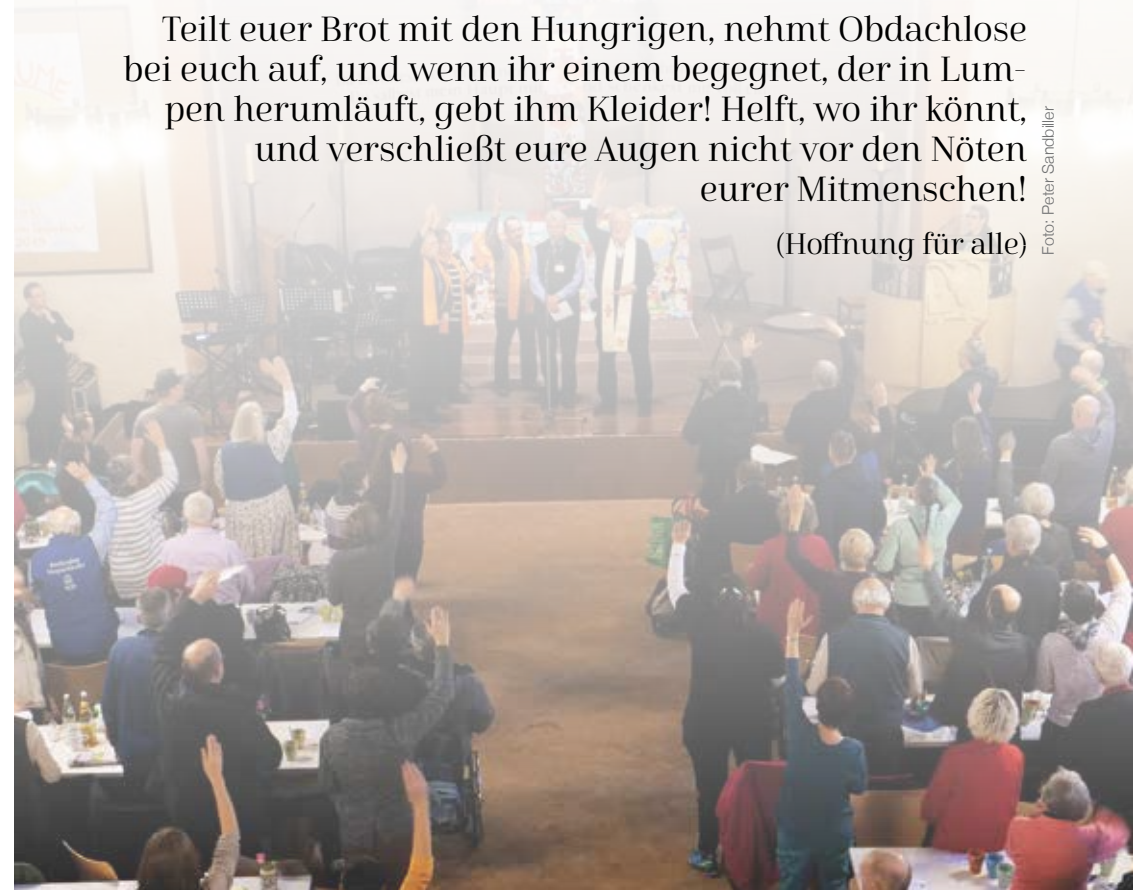 Teilt euer Brot mit den Hungrigen, nehmt Obdachlose
bei euch auf, und wenn ihr einem begegnet, der in Lum-
pen herumläuft, gebt ihm Kleider! Helft, wo ihr könnt,
und verschließt eure Augen nicht vor den Nöten
eurer Mitmenschen!
(Hoffnung für alle)
Foto: Peter Sandbiller